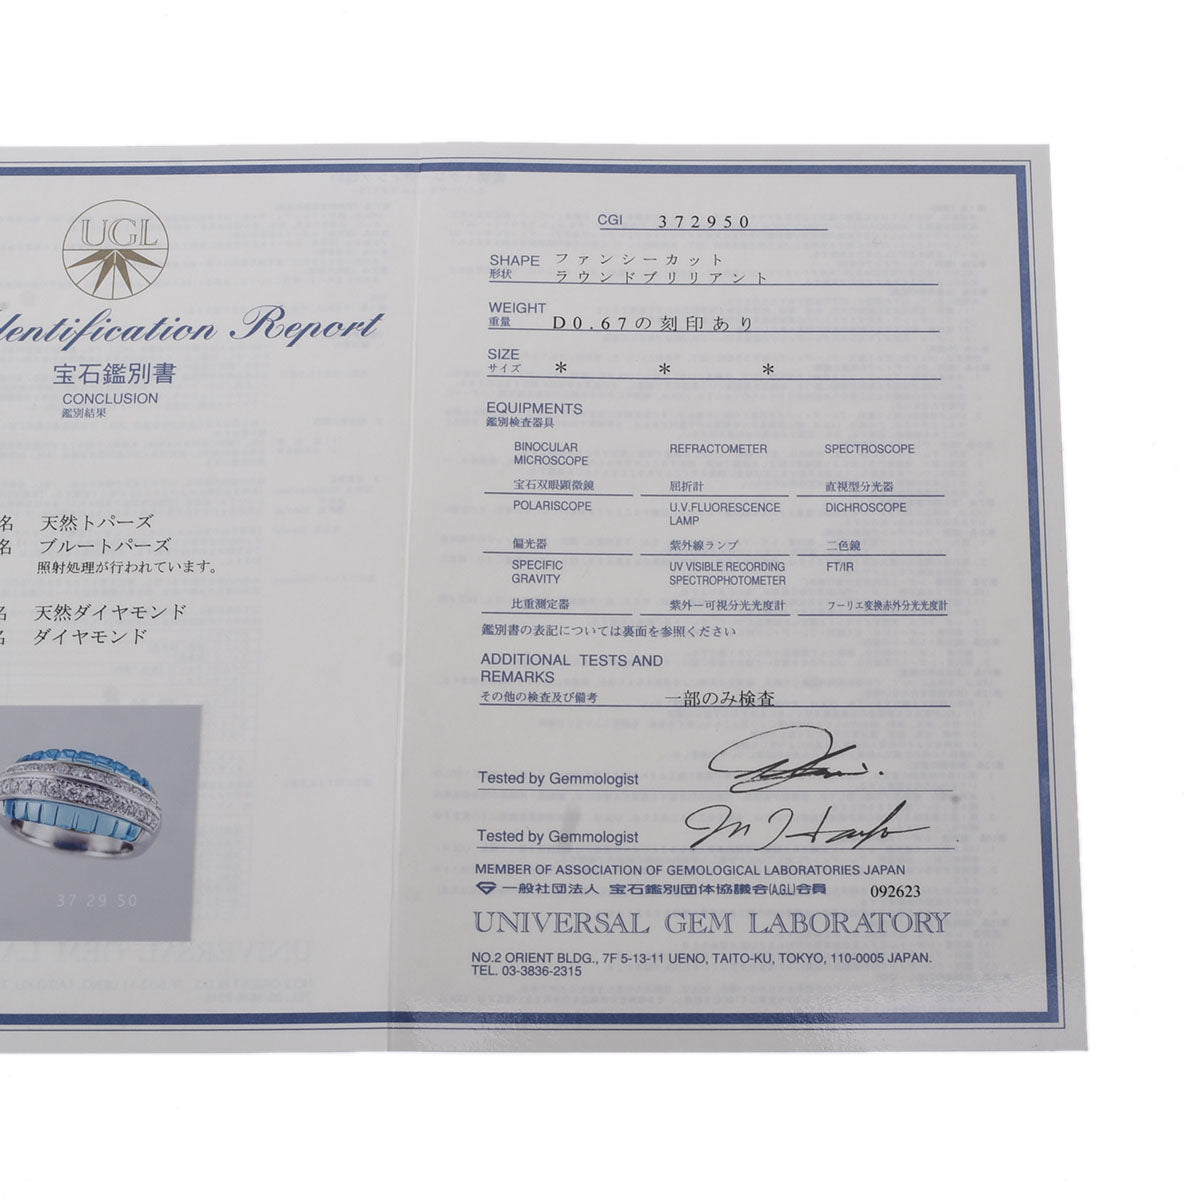 UGL
Identification Report
宝石鑑別書
CONCLUSION
鑑別結果
名 天然トパーズ
名 ブルートパーズ
照射処理が行われています。
名 天然ダイヤモンド
名 ダイヤモンド
37 29 50
CGI 372950
SHAPE ファンシーカット
形状 ラウンドブリリアント
WEIGHT
重量 D0.67の刻印あり
SIZE
サイズ * * *
EQUIPMENTS
鑑別検査器具
BINOCULAR MICROSCOPE
宝石双眼顕微鏡
REFRACTOMETER
屈折計
SPECTROSCOPE
直視型分光器
POLARISCOPE
偏光器
U.V.FLUORESCENCE LAMP
紫外線ランプ
DICHROSCOPE
二色鏡
SPECIFIC GRAVITY
比重測定器
UV VISIBLE RECORDING SPECTROPHOTOMETER
紫外ー可視分光光度計
FT/IR
フーリエ変換赤外分光光度計
鑑別書の表記については裏面を参照ください
ADDITIONAL TESTS AND
REMARKS
その他の検査及び備考 一部のみ検査
Tested by Gemmologist
Tested by Gemmologist
MEMBER OF ASSOCIATION OF GEMOLOGICAL LABORATORIES JAPAN
一般社団法人 宝石鑑別団体協議会(A.G.L)会員 092623
UNIVERSAL GEM LABORATORY
NO.2 ORIENT BLDG., 7F 5-13-11 UENO, TAITO-KU, TOKYO, 110-0005 JAPAN.
TEL. 03-3836-2315